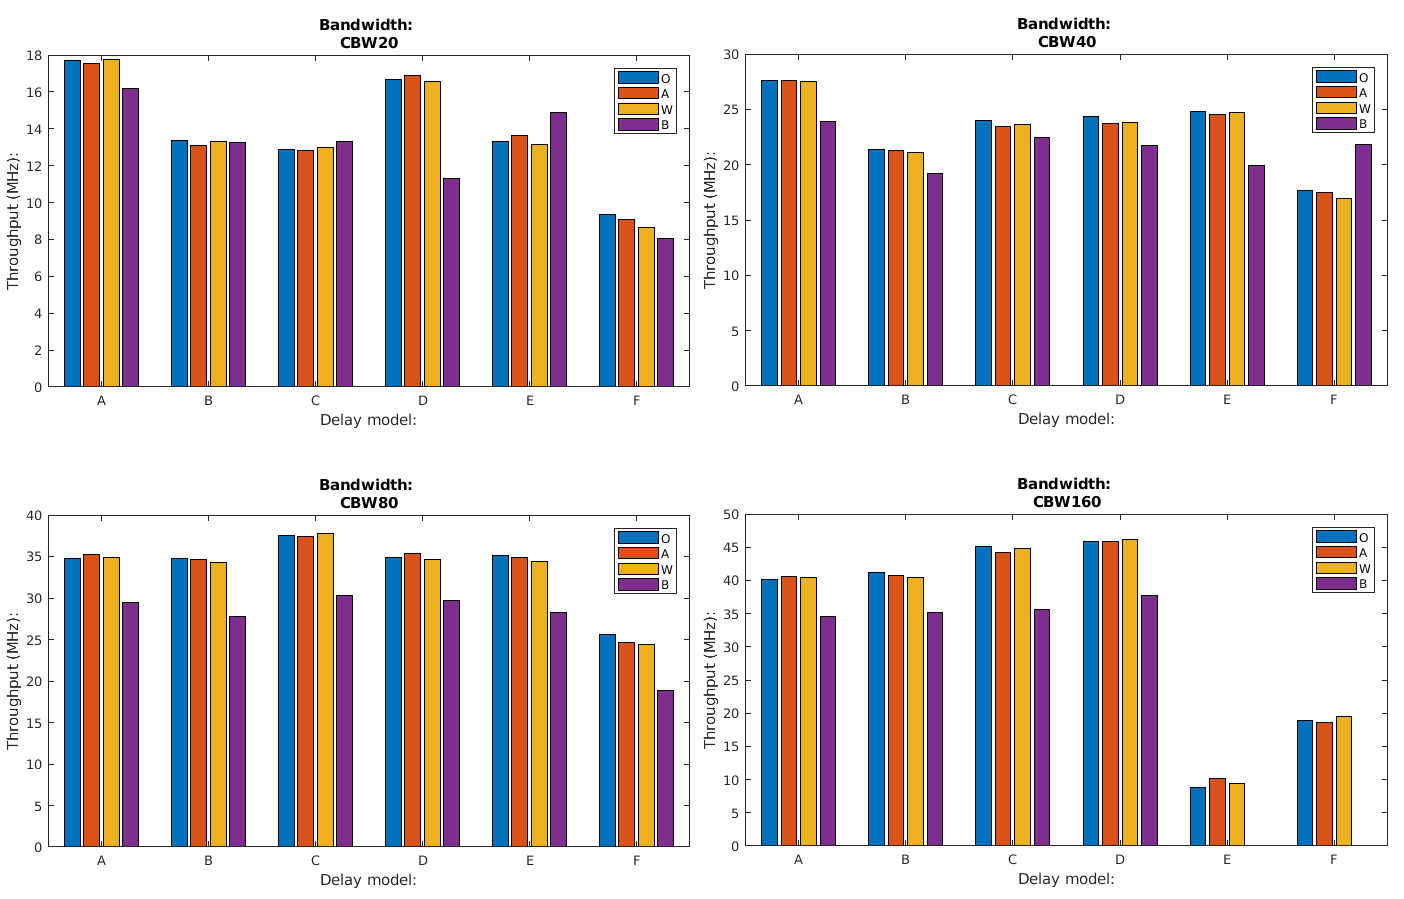 Bandwidth:
CBW20
18
16
14
12
10
8
6
4
2
0
Throughput (MHz):
O
A
W
B
A B C D E F
Delay model:
Bandwidth:
CBW40
30
25
20
15
10
5
0
Throughput (MHz):
O
A
W
B
A B C D E F
Delay model:
Bandwidth:
CBW80
40
35
30
25
20
15
10
5
0
Throughput (MHz):
O
A
W
B
A B C D E F
Delay model:
Bandwidth:
CBW160
50
45
40
35
30
25
20
15
10
5
0
Throughput (MHz):
O
A
W
B
A B C D E F
Delay model: